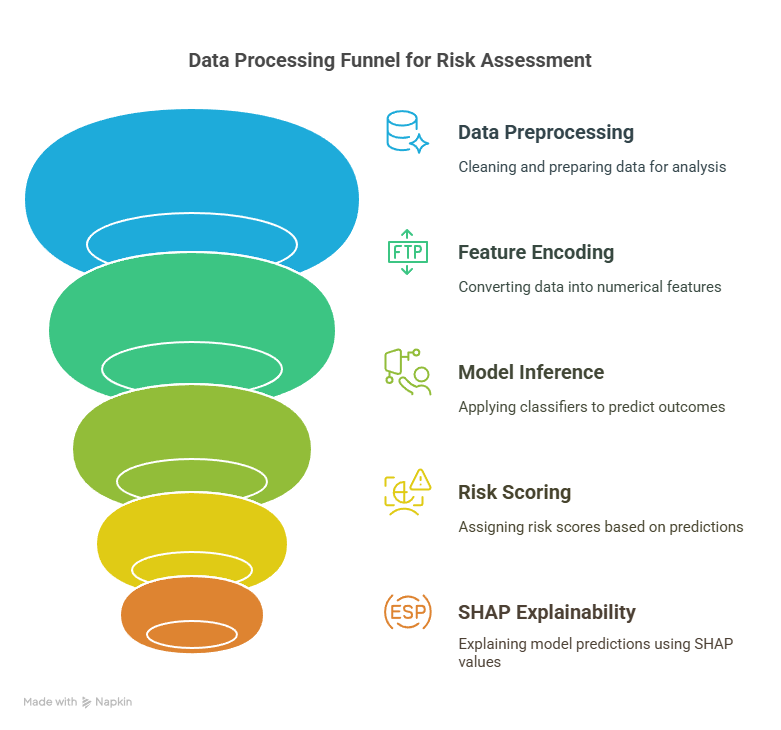 Data Processing Funnel for Risk Assessment
Data Preprocessing
Cleaning and preparing data for analysis
FTP
Feature Encoding
Converting data into numerical features
Model Inference
Applying classifiers to predict outcomes
Risk Scoring
Assigning risk scores based on predictions
ESP
SHAP Explainability
Explaining model predictions using SHAP
values
Made with Napkin